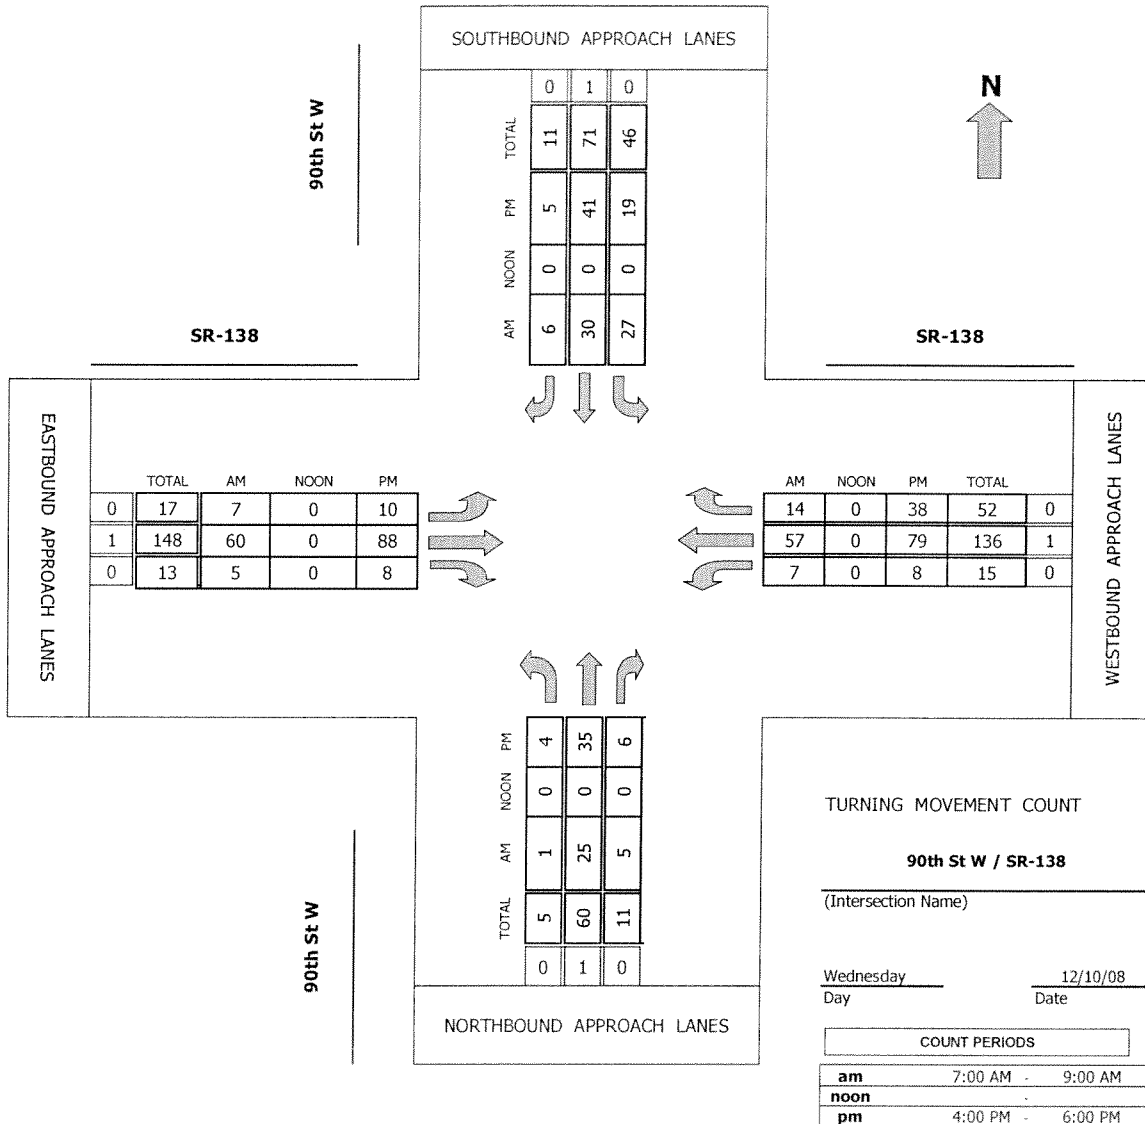 SOUTHBOUND APPROACH LANES
0 1 0
TOTAL 11 71 46
PM 5 41 19
NOON 0 0 0
AM 6 30 27
N
90th St W
SR-138
SR-138
EASTBOUND APPROACH LANES
TOTAL AM NOON PM
0 17 7 0 10
1 148 60 0 88
0 13 5 0 8
AM NOON PM TOTAL
14 0 38 52 0
57 0 79 136 1
7 0 8 15 0
WESTBOUND APPROACH LANES
PM 4 35 6
NOON 0 0 0
AM 1 25 5
TOTAL 5 60 11
0 1 0
NORTHBOUND APPROACH LANES
90th St W
TURNING MOVEMENT COUNT
90th St W / SR-138
(Intersection Name)
Wednesday 12/10/08
Day Date
COUNT PERIODS
am 7:00 AM - 9:00 AM
noon -
pm 4:00 PM - 6:00 PM